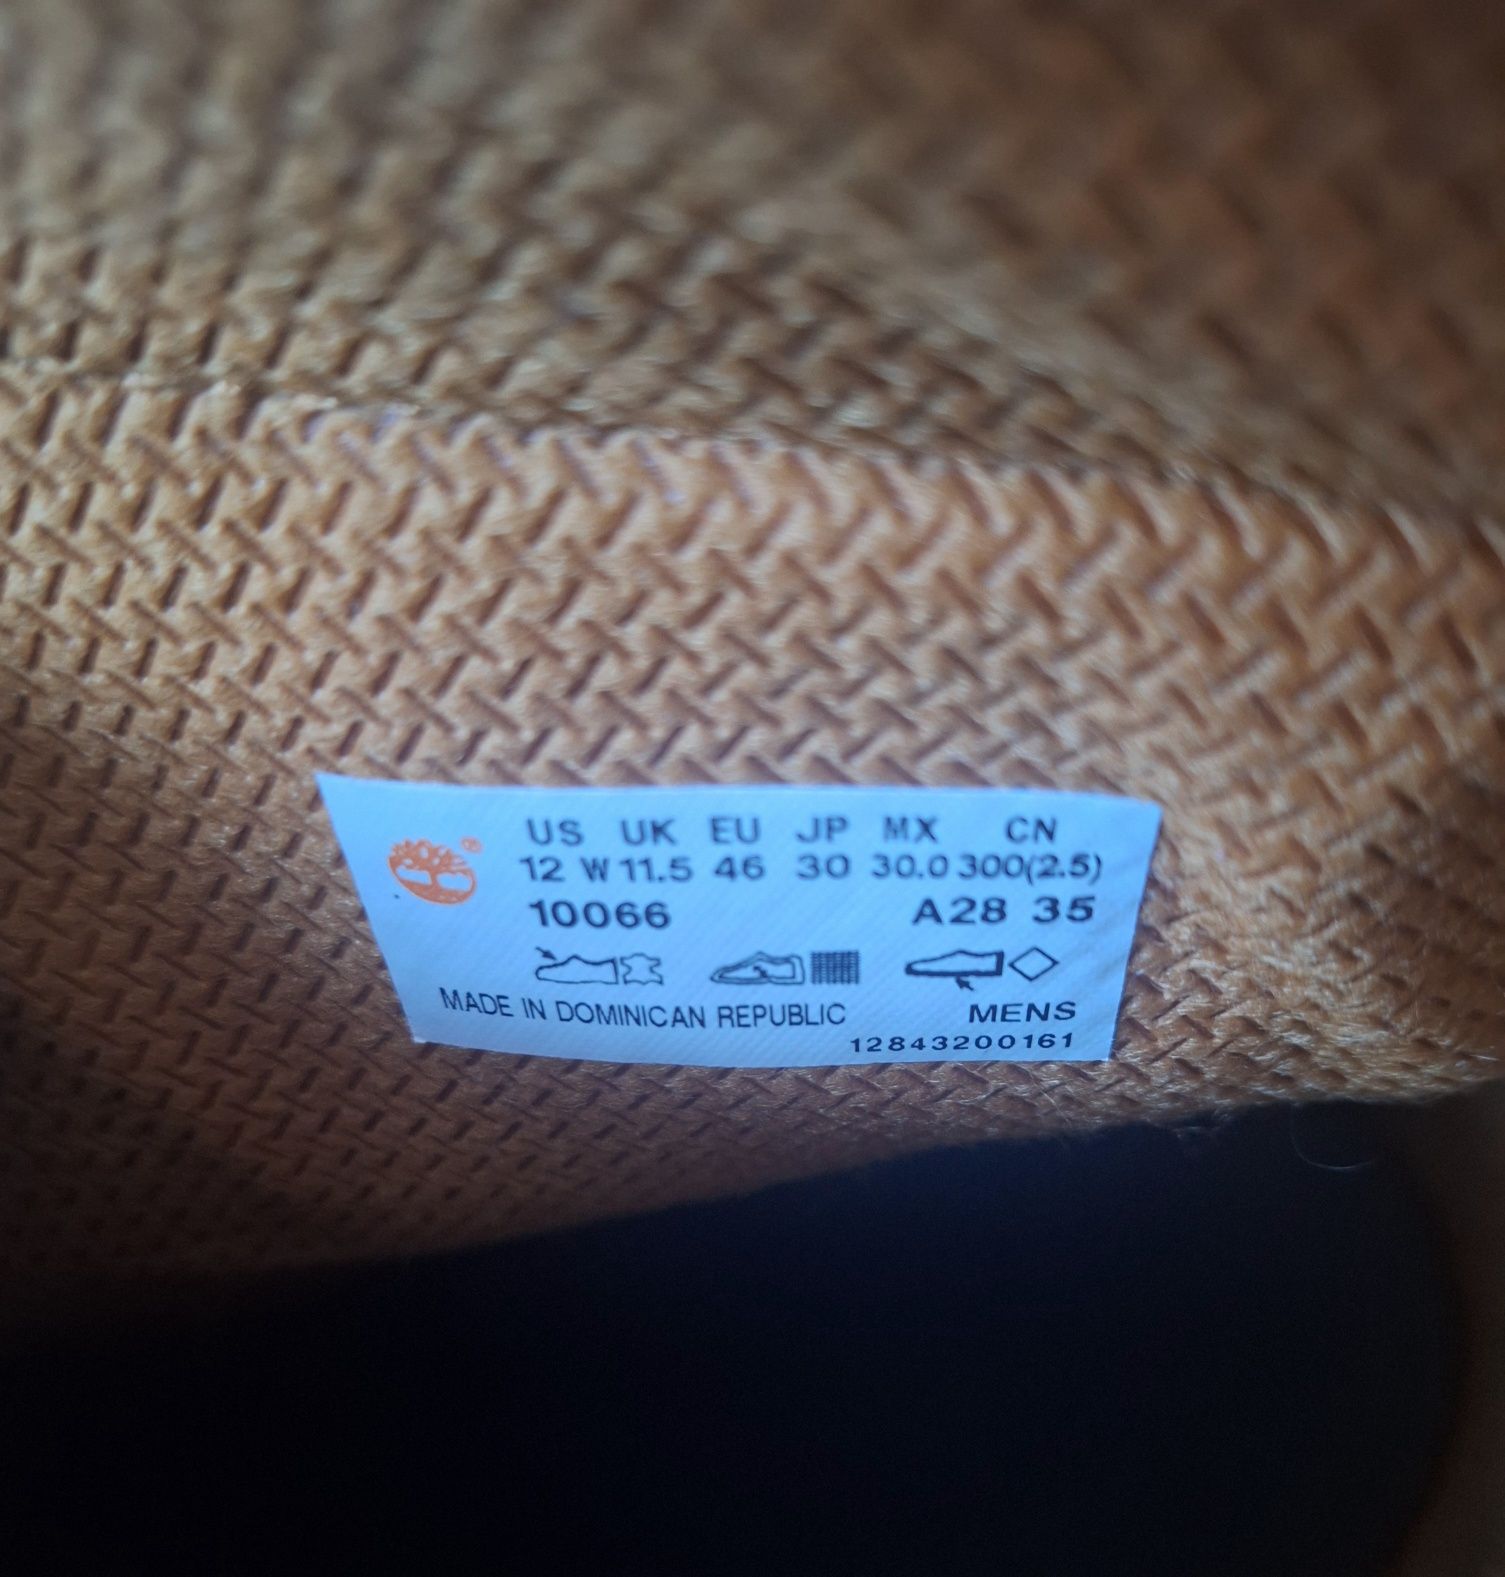 US UK EU JP MX CN
12 W 11.5 46 30 30.0 300(2.5)
10066 A28 35
MADE IN DOMINICAN REPUBLIC MENS
12843200161